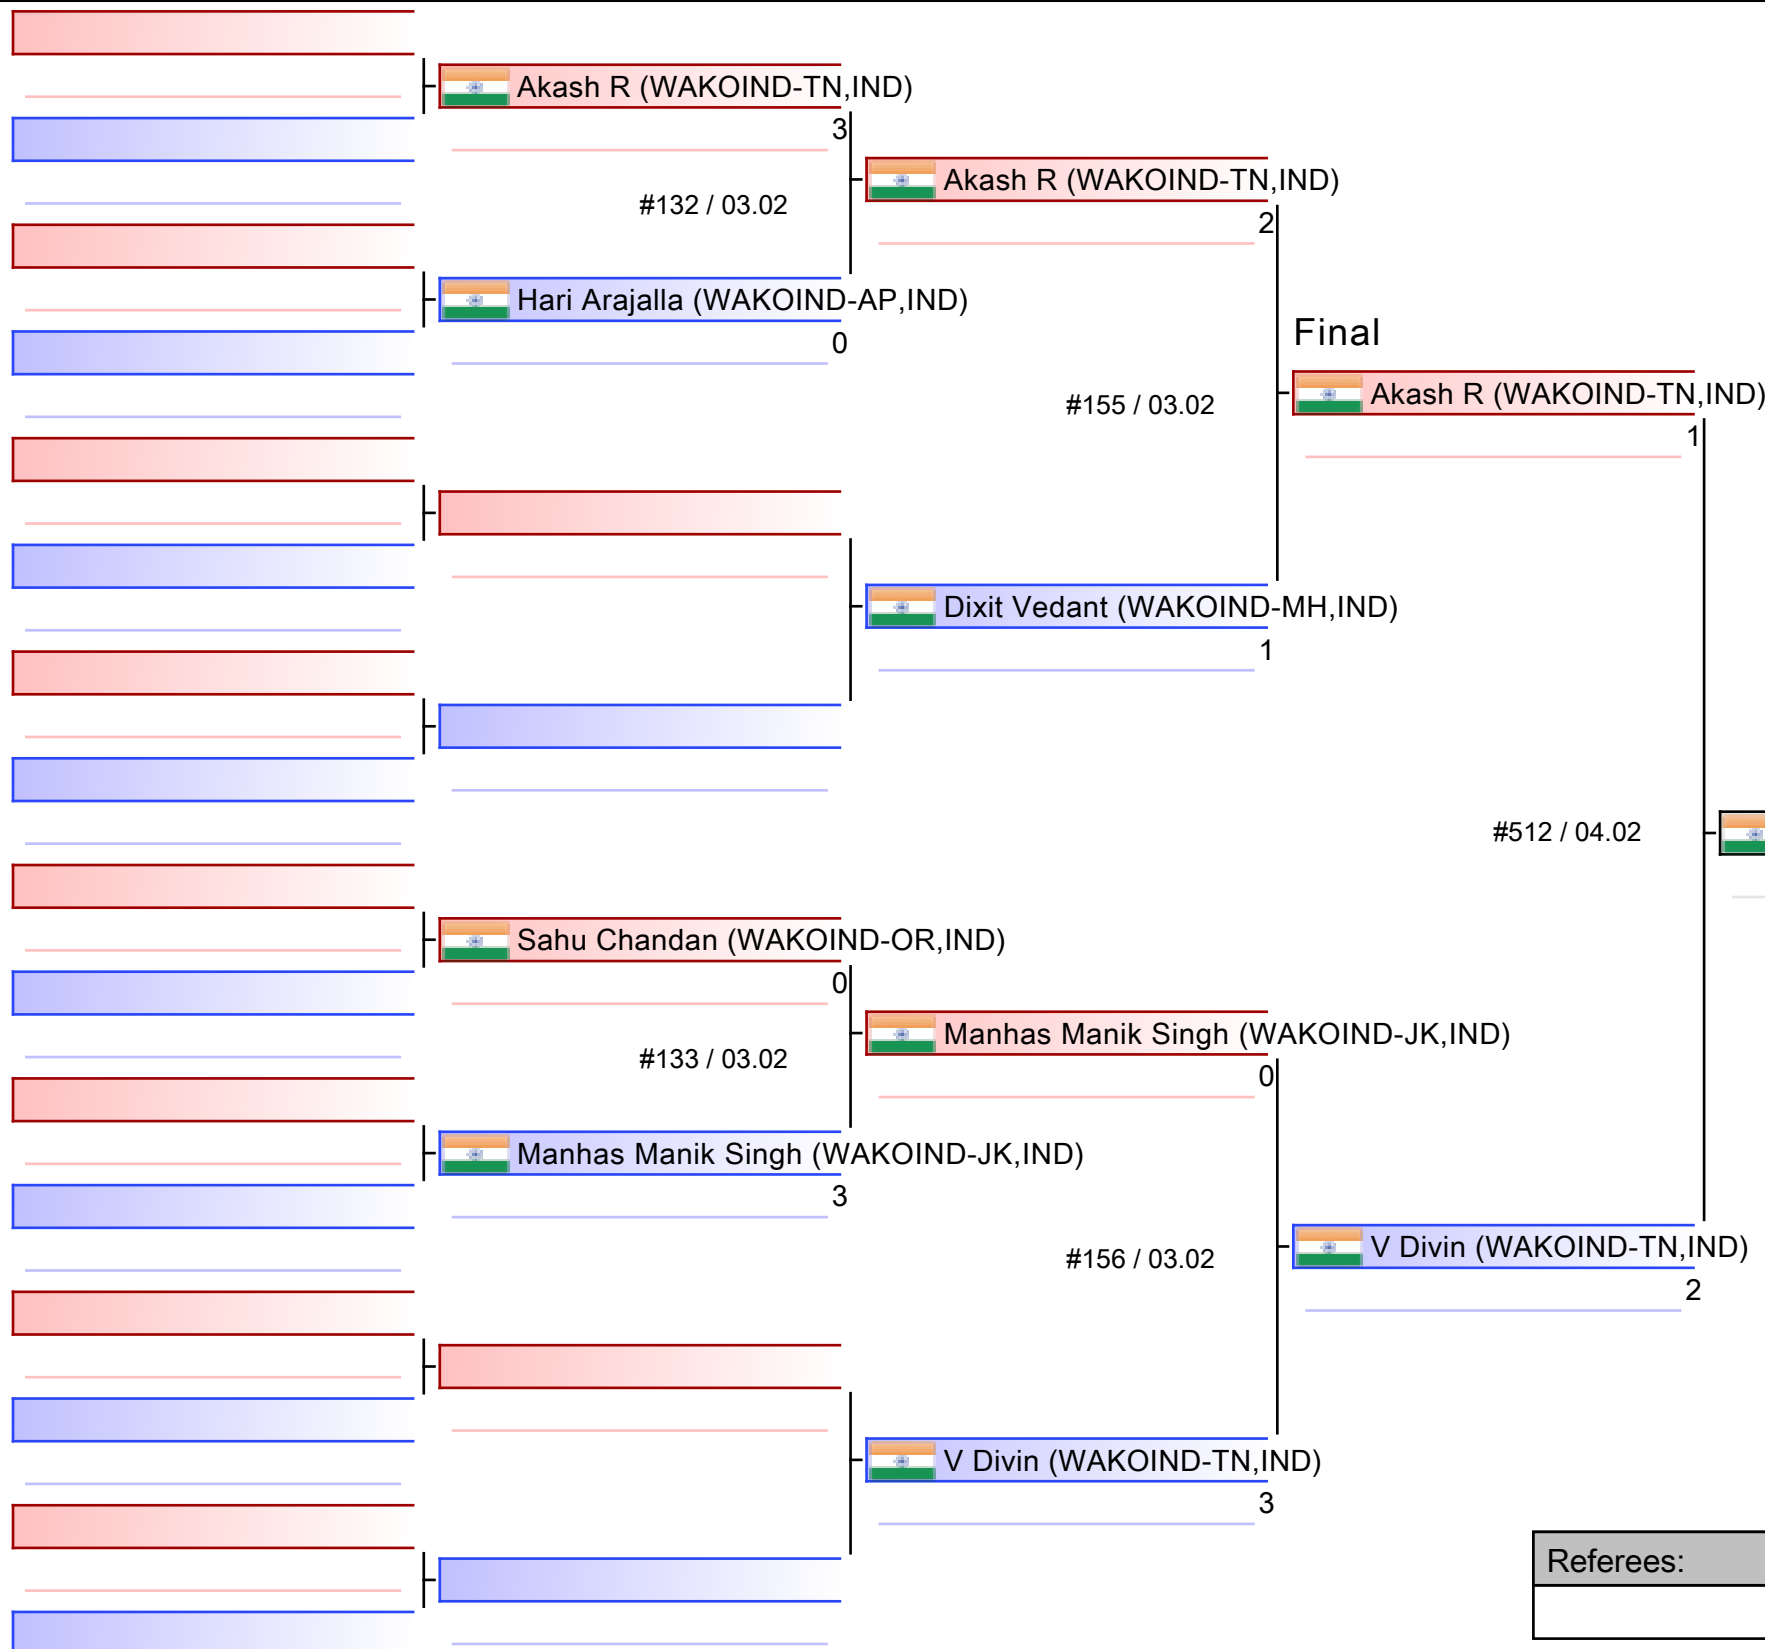 Akash R (WAKOIND-TN,IND)
3
#132 / 03.02
Hari Arajalla (WAKOIND-AP,IND)
0
Akash R (WAKOIND-TN,IND)
2
#155 / 03.02
Dixit Vedant (WAKOIND-MH,IND)
1
Final
Akash R (WAKOIND-TN,IND)
1
#512 / 04.02
Sahu Chandan (WAKOIND-OR,IND)
0
#133 / 03.02
Manhas Manik Singh (WAKOIND-JK,IND)
3
Manhas Manik Singh (WAKOIND-JK,IND)
0
#156 / 03.02
V Divin (WAKOIND-TN,IND)
3
V Divin (WAKOIND-TN,IND)
2
Referees: